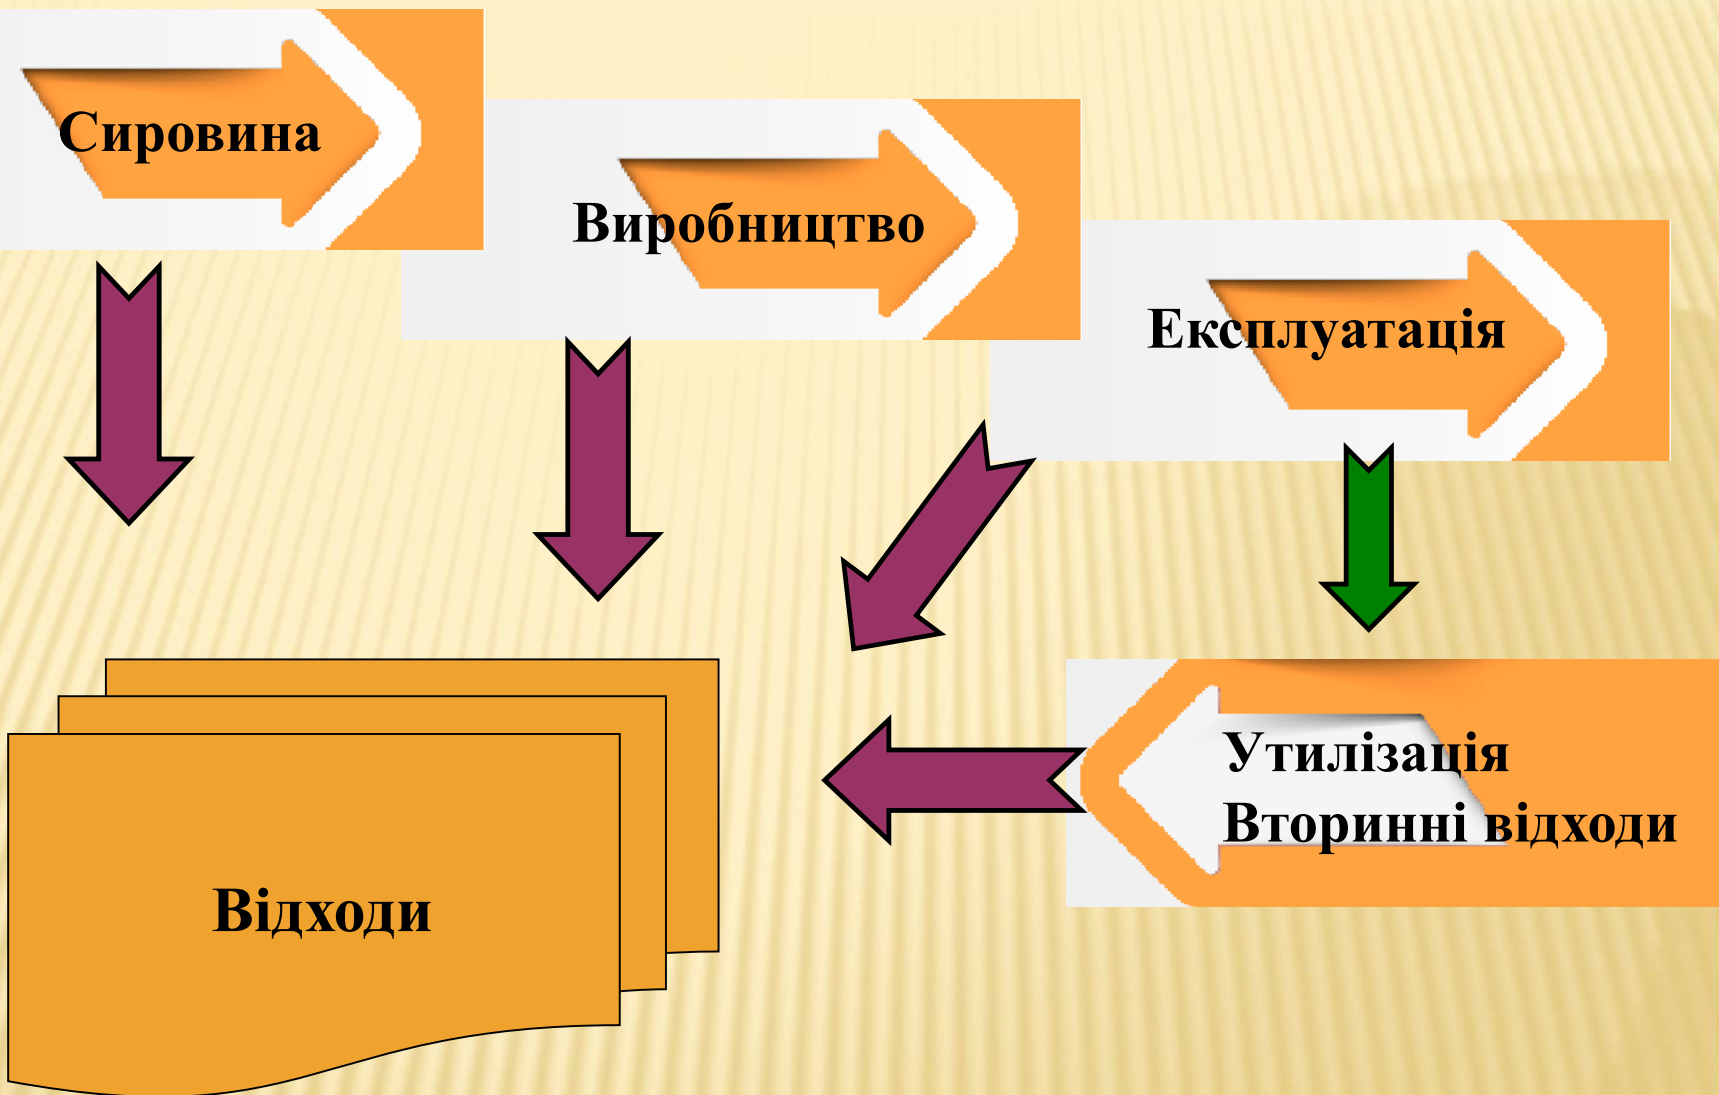 Сировина
Виробництво
Експлуатація
Утилізація
Вторинні відходи
Відходи